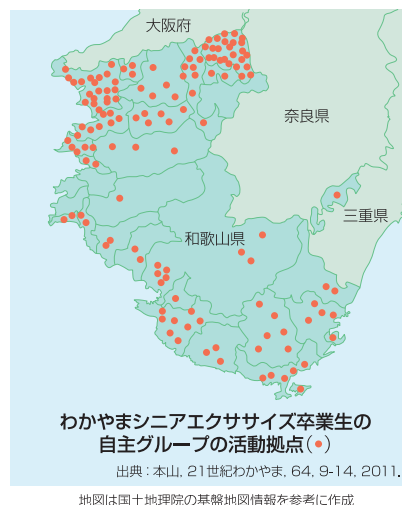 大阪府
奈良県
三重県
和歌山県
わかやまシニアエクササイズ卒業生の
自主グループの活動拠点(●)
出典:本山, 21世紀わかやま, 64, 9-14, 2011.
地図は国土地理院の基盤地図情報を参考に作成